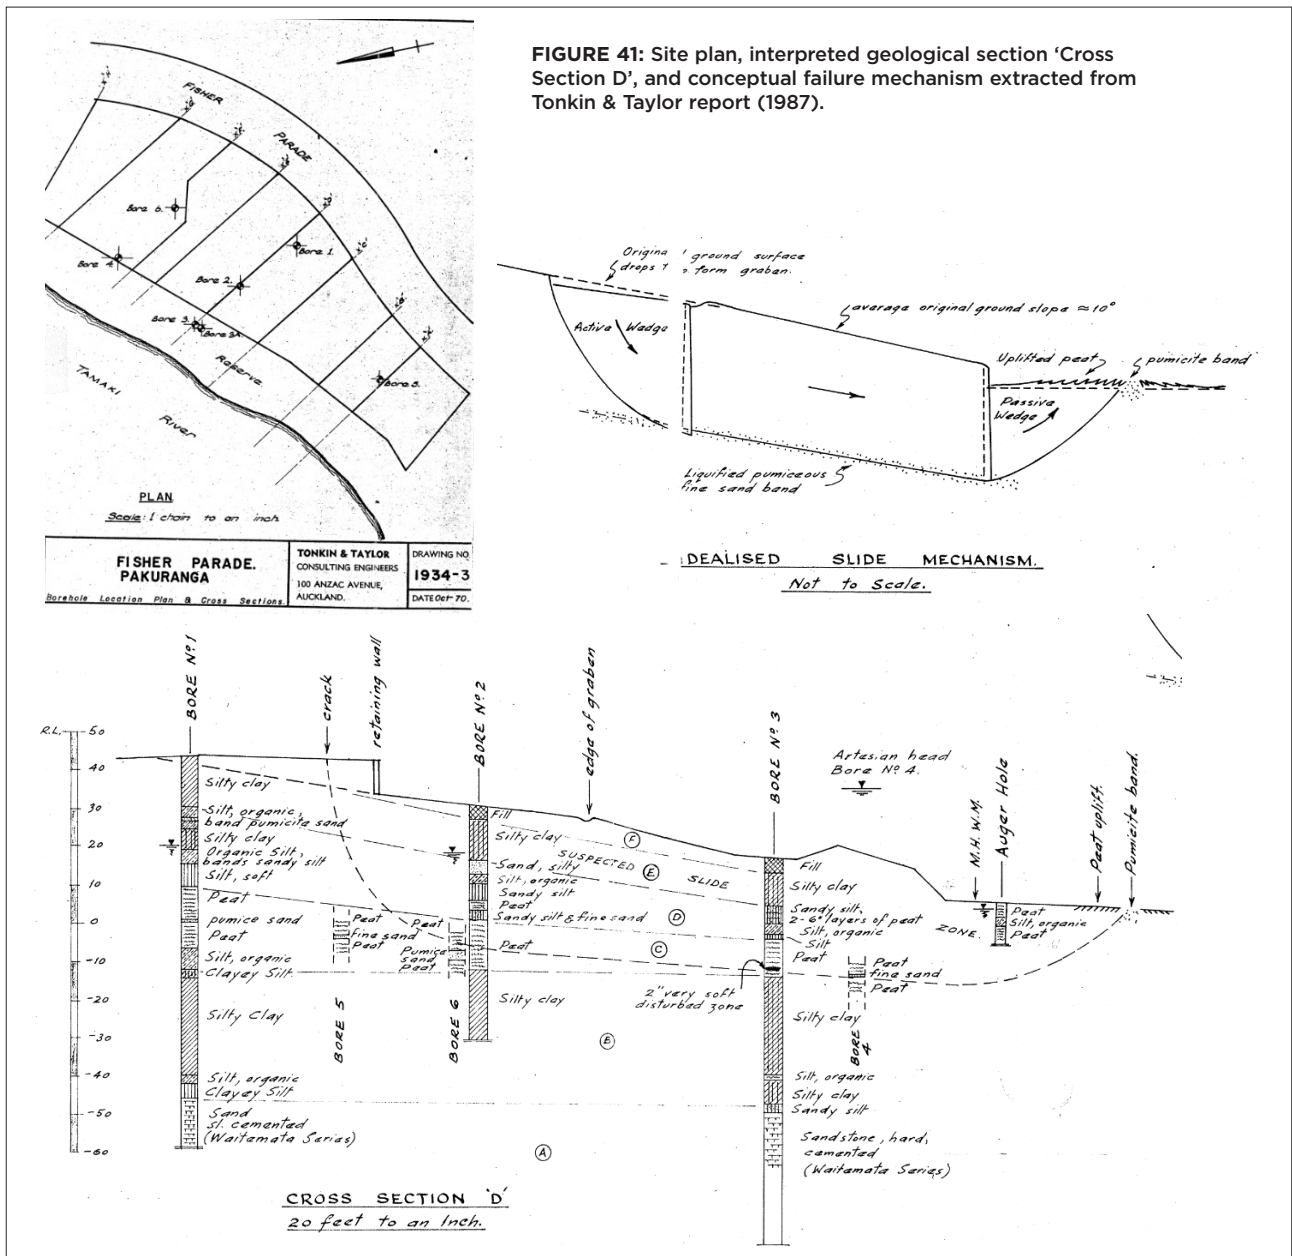 FIGURE 41: Site plan, interpreted geological section ‘Cross
Section D’, and conceptual failure mechanism extracted from
Tonkin & Taylor report (1987).
FISHER
PARADE
Bore 6.
Bore 1.
Bore 4.
Bore 2.
Bore 3.
Bore 3A.
Bore 5.
Reserve.
TAMAKI
River
PLAN
Scale: 1 chain to an inch.
FISHER PARADE.
PAKURANGA
Borehole Location Plan & Cross Sections.
TONKIN & TAYLOR
CONSULTING ENGINEERS
100 ANZAC AVENUE,
AUCKLAND.
DRAWING NO
1934-3
DATE Oct-70.
Origina l ground surface
drops t o form graben.
Active Wedge
average original ground slope ≈ 10°
Uplifted peat
pumicite band
Passive
Wedge
Liquified pumiceous
fine sand band
DEALISED SLIDE MECHANISM.
Not to Scale.
BORE Nº 1
crack
retaining wall
BORE Nº 2
edge of graben
BORE Nº 3
Artesian head
Bore Nº 4.
M.H.W.M.
Auger Hole
Peat uplift.
Pumicite band.
R.L.
50
40
30
20
10
0
-10
-20
-30
-40
-50
-60
Silty clay
Silt, organic,
band pumicite sand
Silty clay
Organic Silt,
bands sandy silt
Silt, soft
Peat
pumice sand
Peat
Silt, organic
Clayey Silt
Silty Clay
Silt, organic
Clayey Silt
Sand
sl. cemented
(Waitamata Series)
Peat
fine sand
Peat
BORE 5
Peat
Pumice
sand
Peat
BORE 6
Fill
Silty clay
Sand, silty
Silt, organic
Sandy silt
Peat
Sandy silt & fine sand
Peat
Silty clay
SUSPECTED SLIDE ZONE.
F
E
D
C
B
A
2" very soft
disturbed zone
Fill
Silty clay
Sandy silt,
2-6" layers of peat
Silt, organic
Silt
Peat
Silty clay
Silt, organic
Silty clay
Sandy silt
Sandstone, hard,
cemented
(Waitemata Series)
Peat
fine sand
Peat
BORE 4
Peat
Silt, organic
Peat
CROSS SECTION 'D'
20 feet to an Inch.